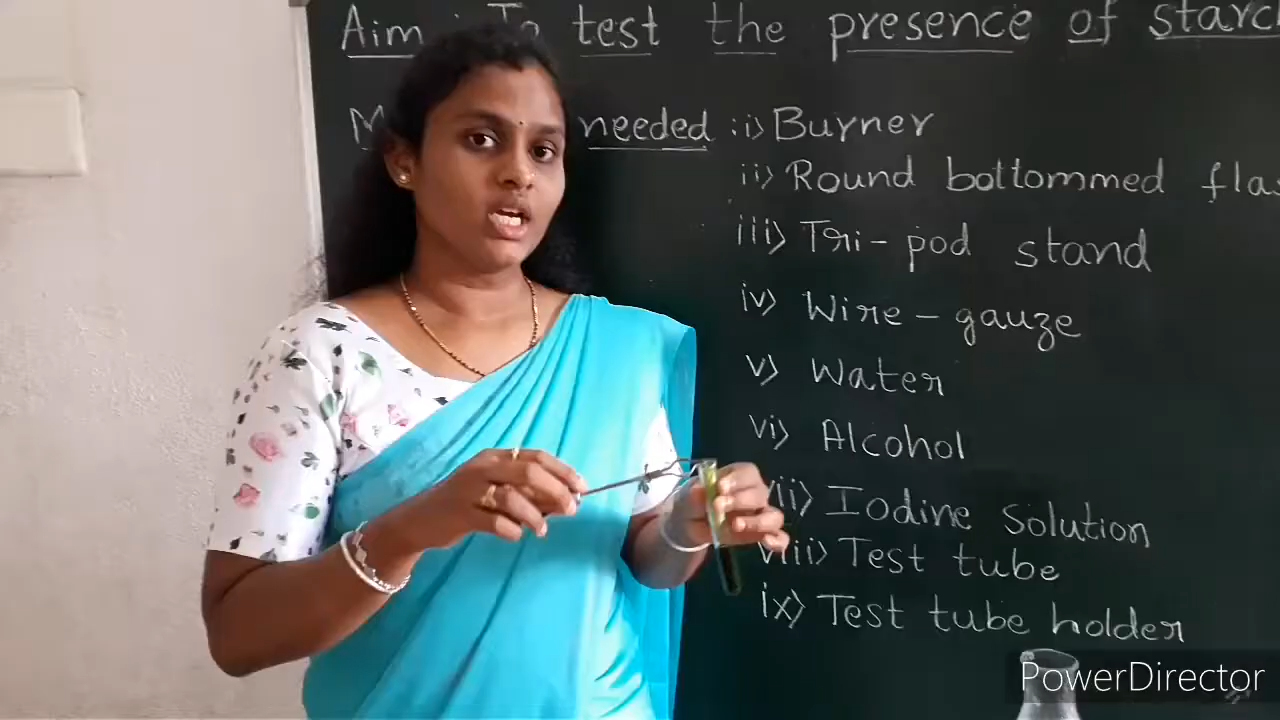 Aim : To test the presence of starc
needed : i) Burner
ii) Round bottommed flas
iii) Tri-pod stand
iv) Wire-gauze
v) Water
vi) Alcohol
vii) Iodine solution
viii) Test tube
ix) Test tube holder
PowerDirector